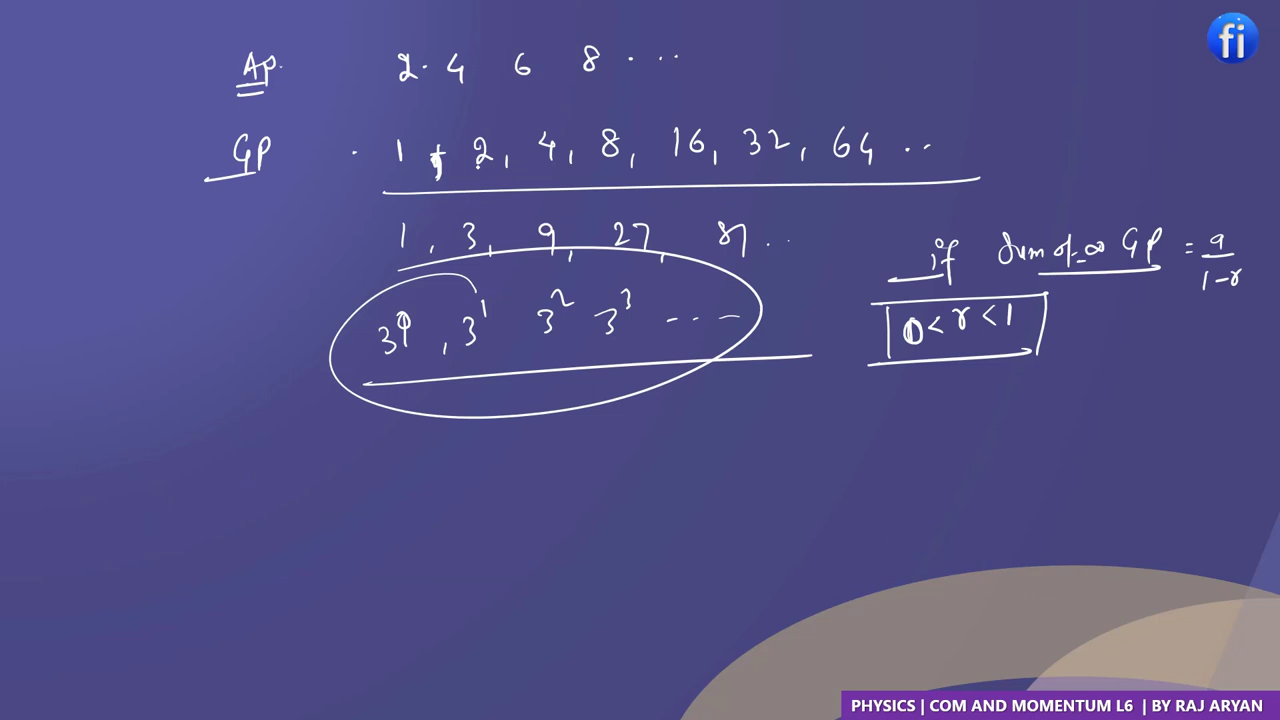 fi
AP. 2. 4 6 8 . ...
GP . 1, 2, 4, 8, 16, 32, 64 ..
1, 3, 9, 27, 81 ...
if Sum of ∞ GP = a/1-r
3⁰, 3¹ 3² 3³ - - - -
0 < r < 1
PHYSICS | COM AND MOMENTUM L6 | BY RAJ ARYAN